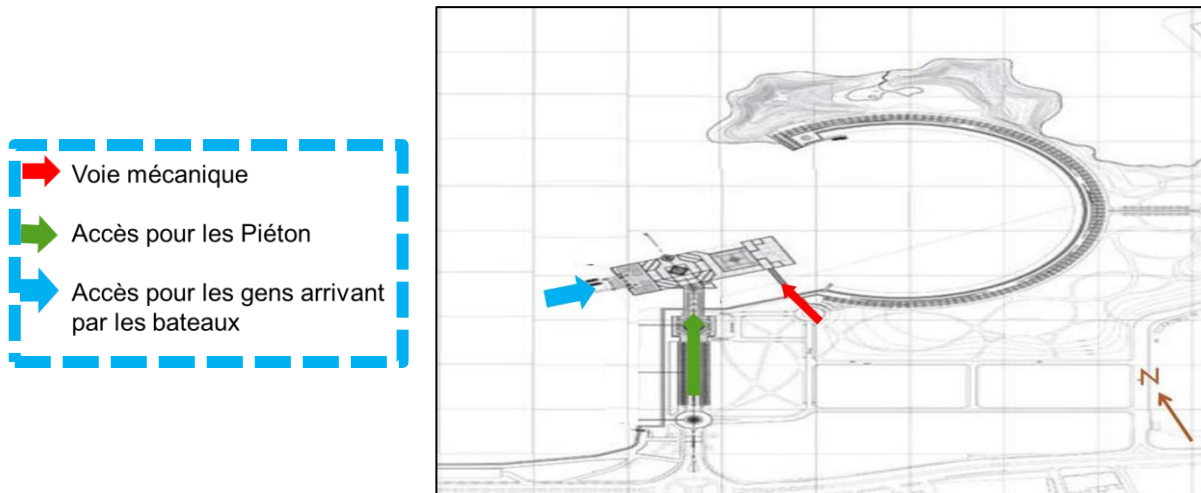 Voie mécanique
Accès pour les Piéton
Accès pour les gens arrivant
par les bateaux
N